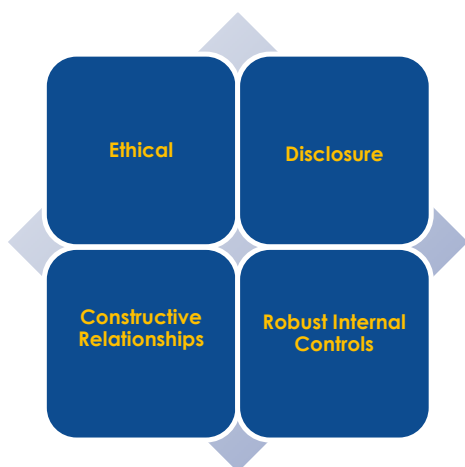 Ethical
Disclosure
Constructive
Relationships
Robust Internal
Controls